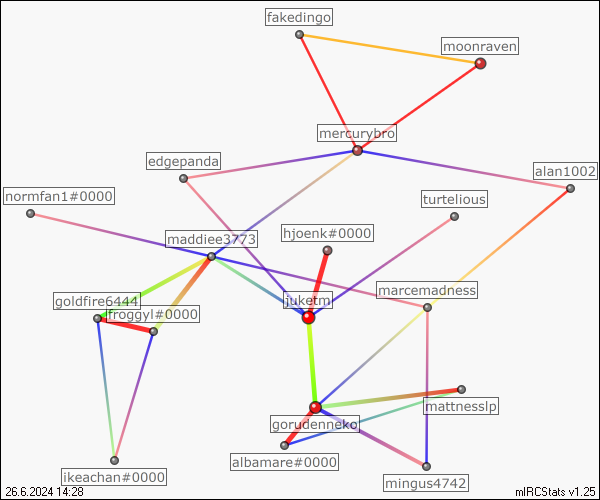 fakedingo
moonraven
mercurybro
edgepanda
alan1002
normfan1#0000
turtelious
hjoenk#0000
maddiee3773
marcemadness
goldfire6444
juketm
froggyl#0000
mattnesslp
gorudenneko
albamare#0000
ikeachan#0000
mingus4742
26.6.2024 14:28
mIRCStats v1.25